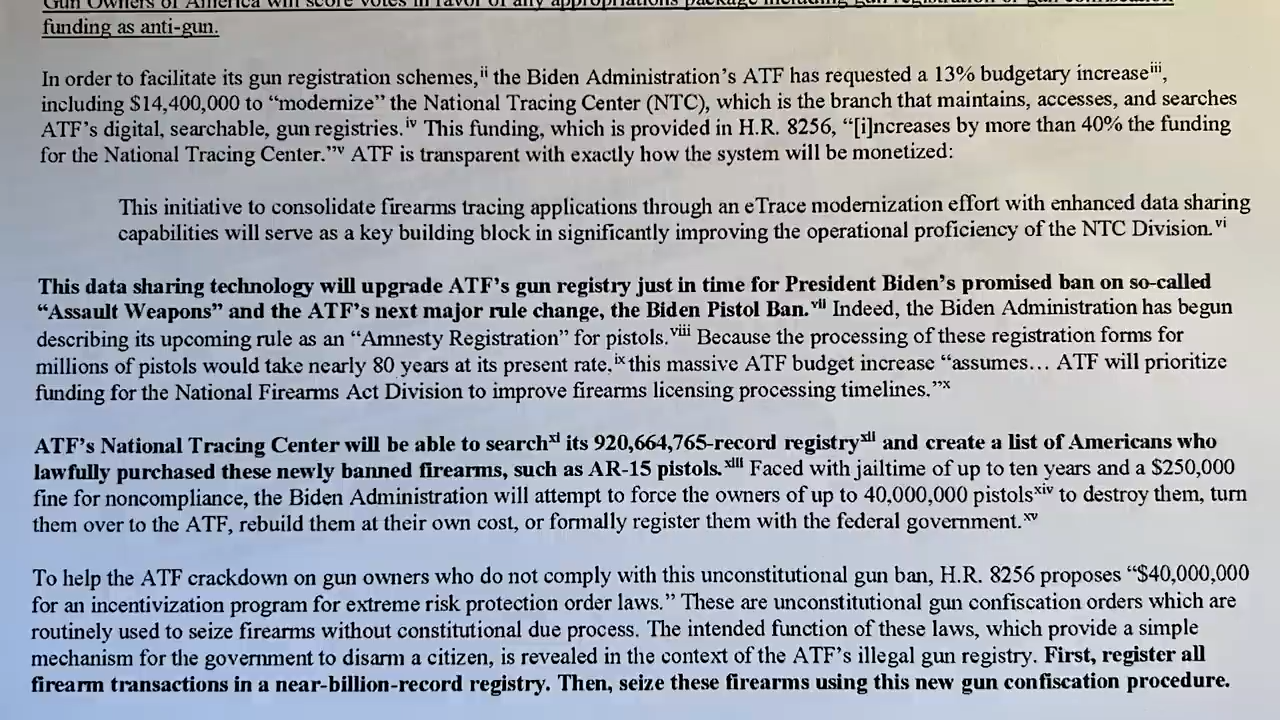 Gun Owners of America will score votes in favor of any appropriations package including gun registration or gun confiscation
funding as anti-gun.
In order to facilitate its gun registration schemes,ii the Biden Administration’s ATF has requested a 13% budgetary increaseiii,
including $14,400,000 to “modernize” the National Tracing Center (NTC), which is the branch that maintains, accesses, and searches
ATF’s digital, searchable, gun registries.iv This funding, which is provided in H.R. 8256, “[i]ncreases by more than 40% the funding
for the National Tracing Center.”v ATF is transparent with exactly how the system will be monetized:
This initiative to consolidate firearms tracing applications through an eTrace modernization effort with enhanced data sharing
capabilities will serve as a key building block in significantly improving the operational proficiency of the NTC Division.vi
This data sharing technology will upgrade ATF’s gun registry just in time for President Biden’s promised ban on so-called
“Assault Weapons” and the ATF’s next major rule change, the Biden Pistol Ban.vii Indeed, the Biden Administration has begun
describing its upcoming rule as an “Amnesty Registration” for pistols.viii Because the processing of these registration forms for
millions of pistols would take nearly 80 years at its present rate,ix this massive ATF budget increase “assumes… ATF will prioritize
funding for the National Firearms Act Division to improve firearms licensing processing timelines.”x
ATF’s National Tracing Center will be able to searchxi its 920,664,765-record registryxii and create a list of Americans who
lawfully purchased these newly banned firearms, such as AR-15 pistols.xiii Faced with jailtime of up to ten years and a $250,000
fine for noncompliance, the Biden Administration will attempt to force the owners of up to 40,000,000 pistolsxiv to destroy them, turn
them over to the ATF, rebuild them at their own cost, or formally register them with the federal government.xv
To help the ATF crackdown on gun owners who do not comply with this unconstitutional gun ban, H.R. 8256 proposes “$40,000,000
for an incentivization program for extreme risk protection order laws.” These are unconstitutional gun confiscation orders which are
routinely used to seize firearms without constitutional due process. The intended function of these laws, which provide a simple
mechanism for the government to disarm a citizen, is revealed in the context of the ATF’s illegal gun registry. First, register all
firearm transactions in a near-billion-record registry. Then, seize these firearms using this new gun confiscation procedure.